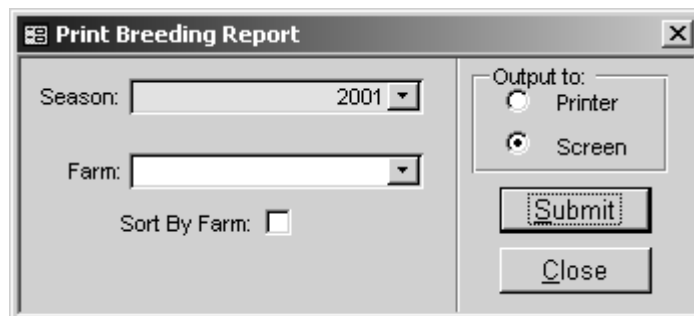 Print Breeding Report
Season: 2001
Farm:
Sort By Farm:
Output to:
Printer
Screen
Submit
Close